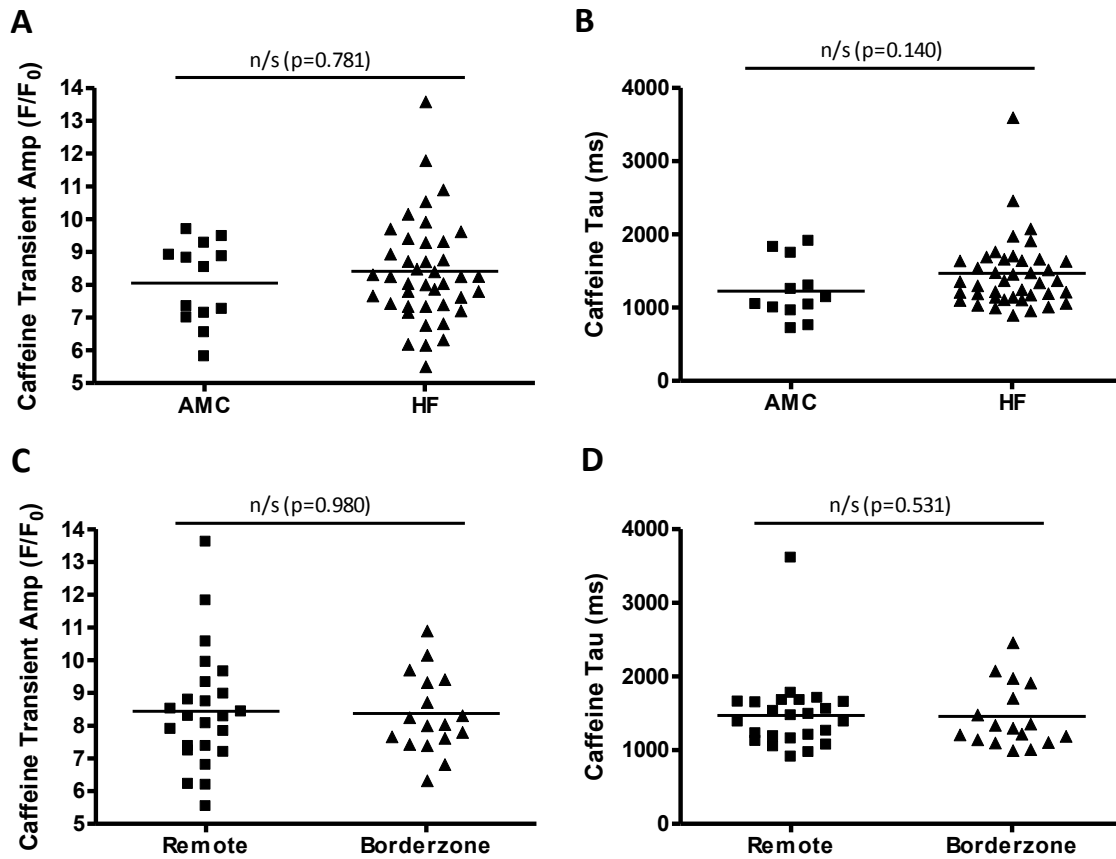 A
n/s (p=0.781)
Caffeine Transient Amp (F/F₀)
14
13
12
11
10
9
8
7
6
5
AMC HF
B
n/s (p=0.140)
Caffeine Tau (ms)
4000
3000
2000
1000
0
AMC HF
C
n/s (p=0.980)
Caffeine Transient Amp (F/F₀)
14
13
12
11
10
9
8
7
6
5
Remote Borderzone
D
n/s (p=0.531)
Caffeine Tau (ms)
4000
3000
2000
1000
0
Remote Borderzone